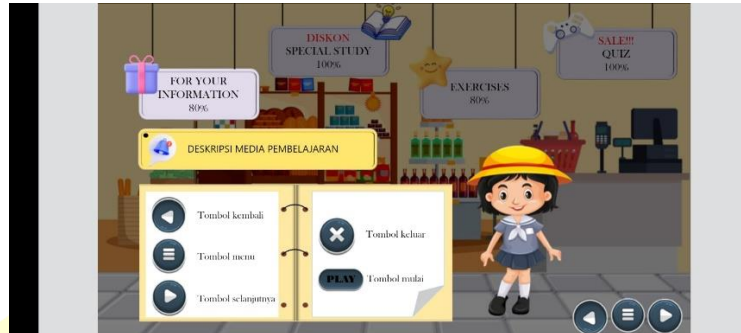 DISKON
SPECIAL STUDY
100%
SALE!!!
QUIZ
100%
FOR YOUR
INFORMATION
80%
EXERCISES
80%
DESKRIPSI MEDIA PEMBELAJARAN
Tombol kembali
Tombol menu
Tombol selanjutnya
Tombol keluar
PLAY Tombol mulai